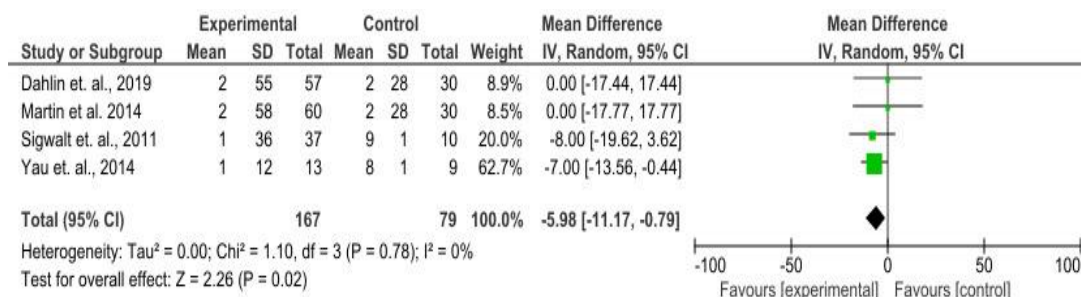 Experimental Control Mean Difference Mean Difference
Study or Subgroup Mean SD Total Mean SD Total Weight IV, Random, 95% CI IV, Random, 95% CI
Dahlin et. al., 2019 2 55 57 2 28 30 8.9% 0.00 [-17.44, 17.44]
Martin et al. 2014 2 58 60 2 28 30 8.5% 0.00 [-17.77, 17.77]
Sigwalt et. al., 2011 1 36 37 9 1 10 20.0% -8.00 [-19.62, 3.62]
Yau et. al., 2014 1 12 13 8 1 9 62.7% -7.00 [-13.56, -0.44]
Total (95% CI) 167 79 100.0% -5.98 [-11.17, -0.79]
Heterogeneity: Tau² = 0.00; Chi² = 1.10, df = 3 (P = 0.78); I² = 0%
Test for overall effect: Z = 2.26 (P = 0.02)
-100 -50 0 50 100
Favours [experimental] Favours [control]